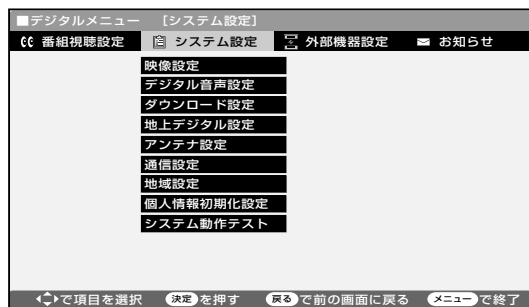 ■デジタルメニュー [システム設定]
番組視聴設定 システム設定 外部機器設定 お知らせ
映像設定
デジタル音声設定
ダウンロード設定
地上デジタル設定
アンテナ設定
通信設定
地域設定
個人情報初期化設定
システム動作テスト
で項目を選択 決定を押す 戻るで前の画面に戻る メニューで終了